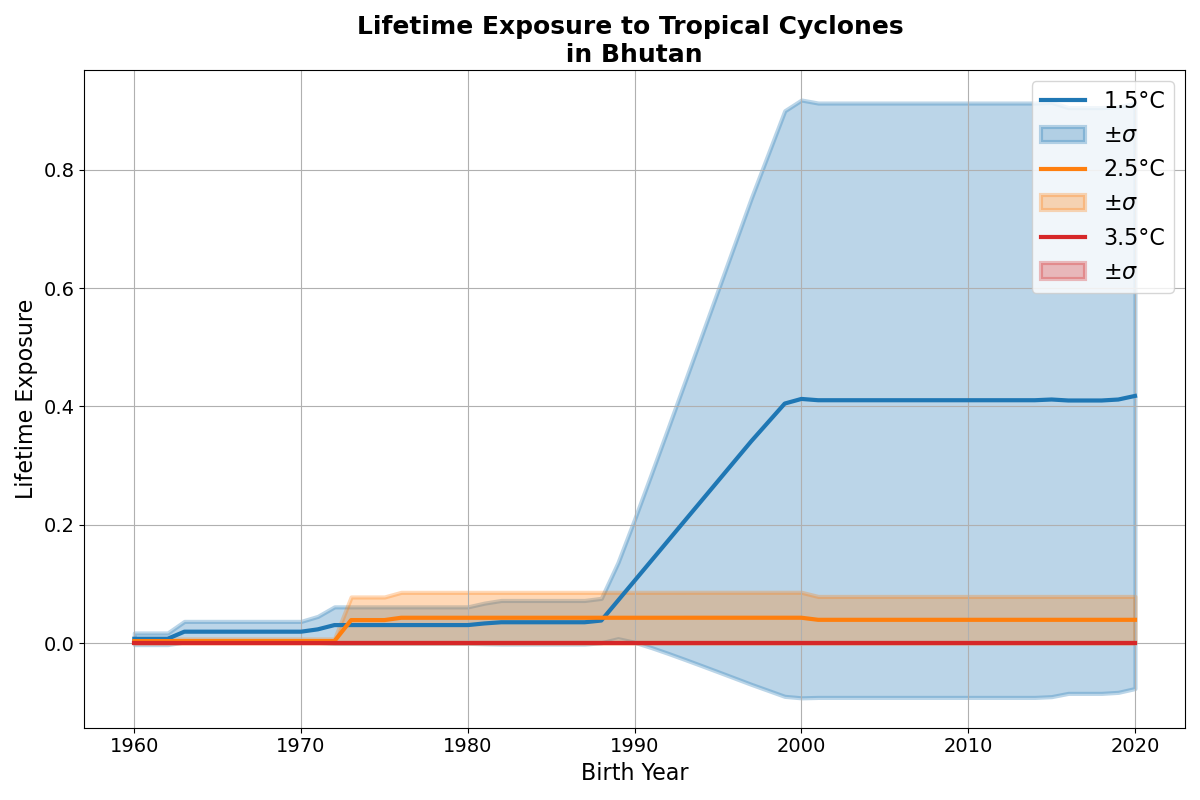 Lifetime Exposure to Tropical Cyclones
in Bhutan
Lifetime Exposure
0.8
0.6
0.4
0.2
0.0
1.5°C
±σ
2.5°C
±σ
3.5°C
±σ
1960 1970 1980 1990 2000 2010 2020
Birth Year